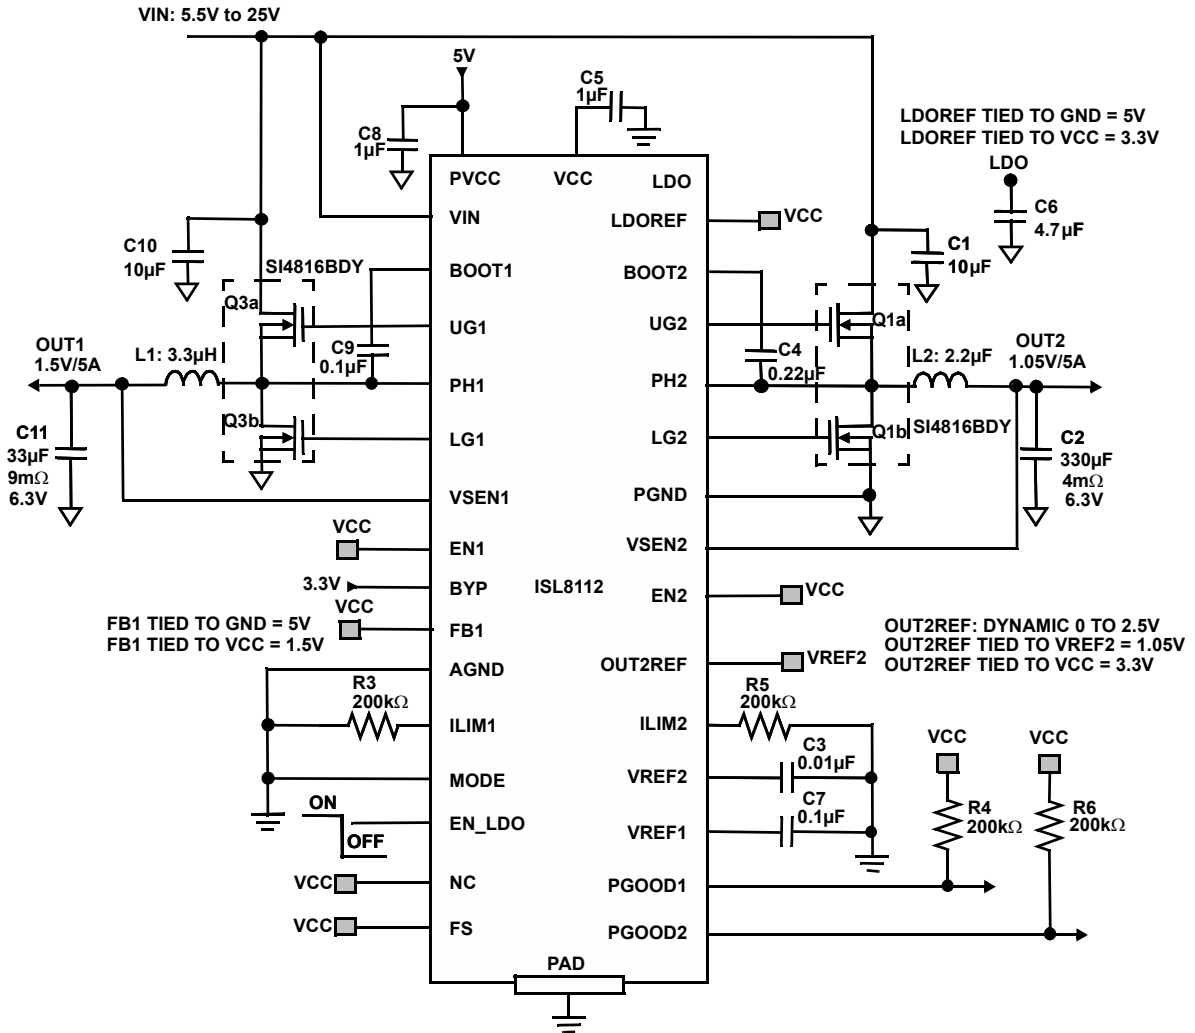 VIN: 5.5V to 25V
5V
C5
1µF
C8
1µF
LDOREF TIED TO GND = 5V
LDOREF TIED TO VCC = 3.3V
LDO
C6
4.7µF
PVCC
VCC
LDO
VIN
LDOREF
VCC
C10
10µF
SI4816BDY
BOOT1
BOOT2
C1
10µF
Q3a
UG1
UG2
Q1a
OUT1
1.5V/5A
L1: 3.3µH
C9
0.1µF
C4
0.22µF
L2: 2.2µF
OUT2
1.05V/5A
PH1
PH2
Q3b
LG1
LG2
Q1b
SI4816BDY
C11
33µF
9mΩ
6.3V
C2
330µF
4mΩ
6.3V
VSEN1
PGND
VCC
EN1
VSEN2
3.3V
BYP
ISL8112
EN2
VCC
VCC
FB1 TIED TO GND = 5V
FB1 TIED TO VCC = 1.5V
FB1
OUT2REF: DYNAMIC 0 TO 2.5V
OUT2REF TIED TO VREF2 = 1.05V
OUT2REF TIED TO VCC = 3.3V
AGND
OUT2REF
VREF2
R3
200kΩ
R5
200kΩ
ILIM1
ILIM2
VCC
VCC
C3
0.01µF
MODE
VREF2
ON
OFF
EN_LDO
C7
0.1µF
VREF1
R4
200kΩ
R6
200kΩ
VCC
NC
PGOOD1
VCC
FS
PGOOD2
PAD